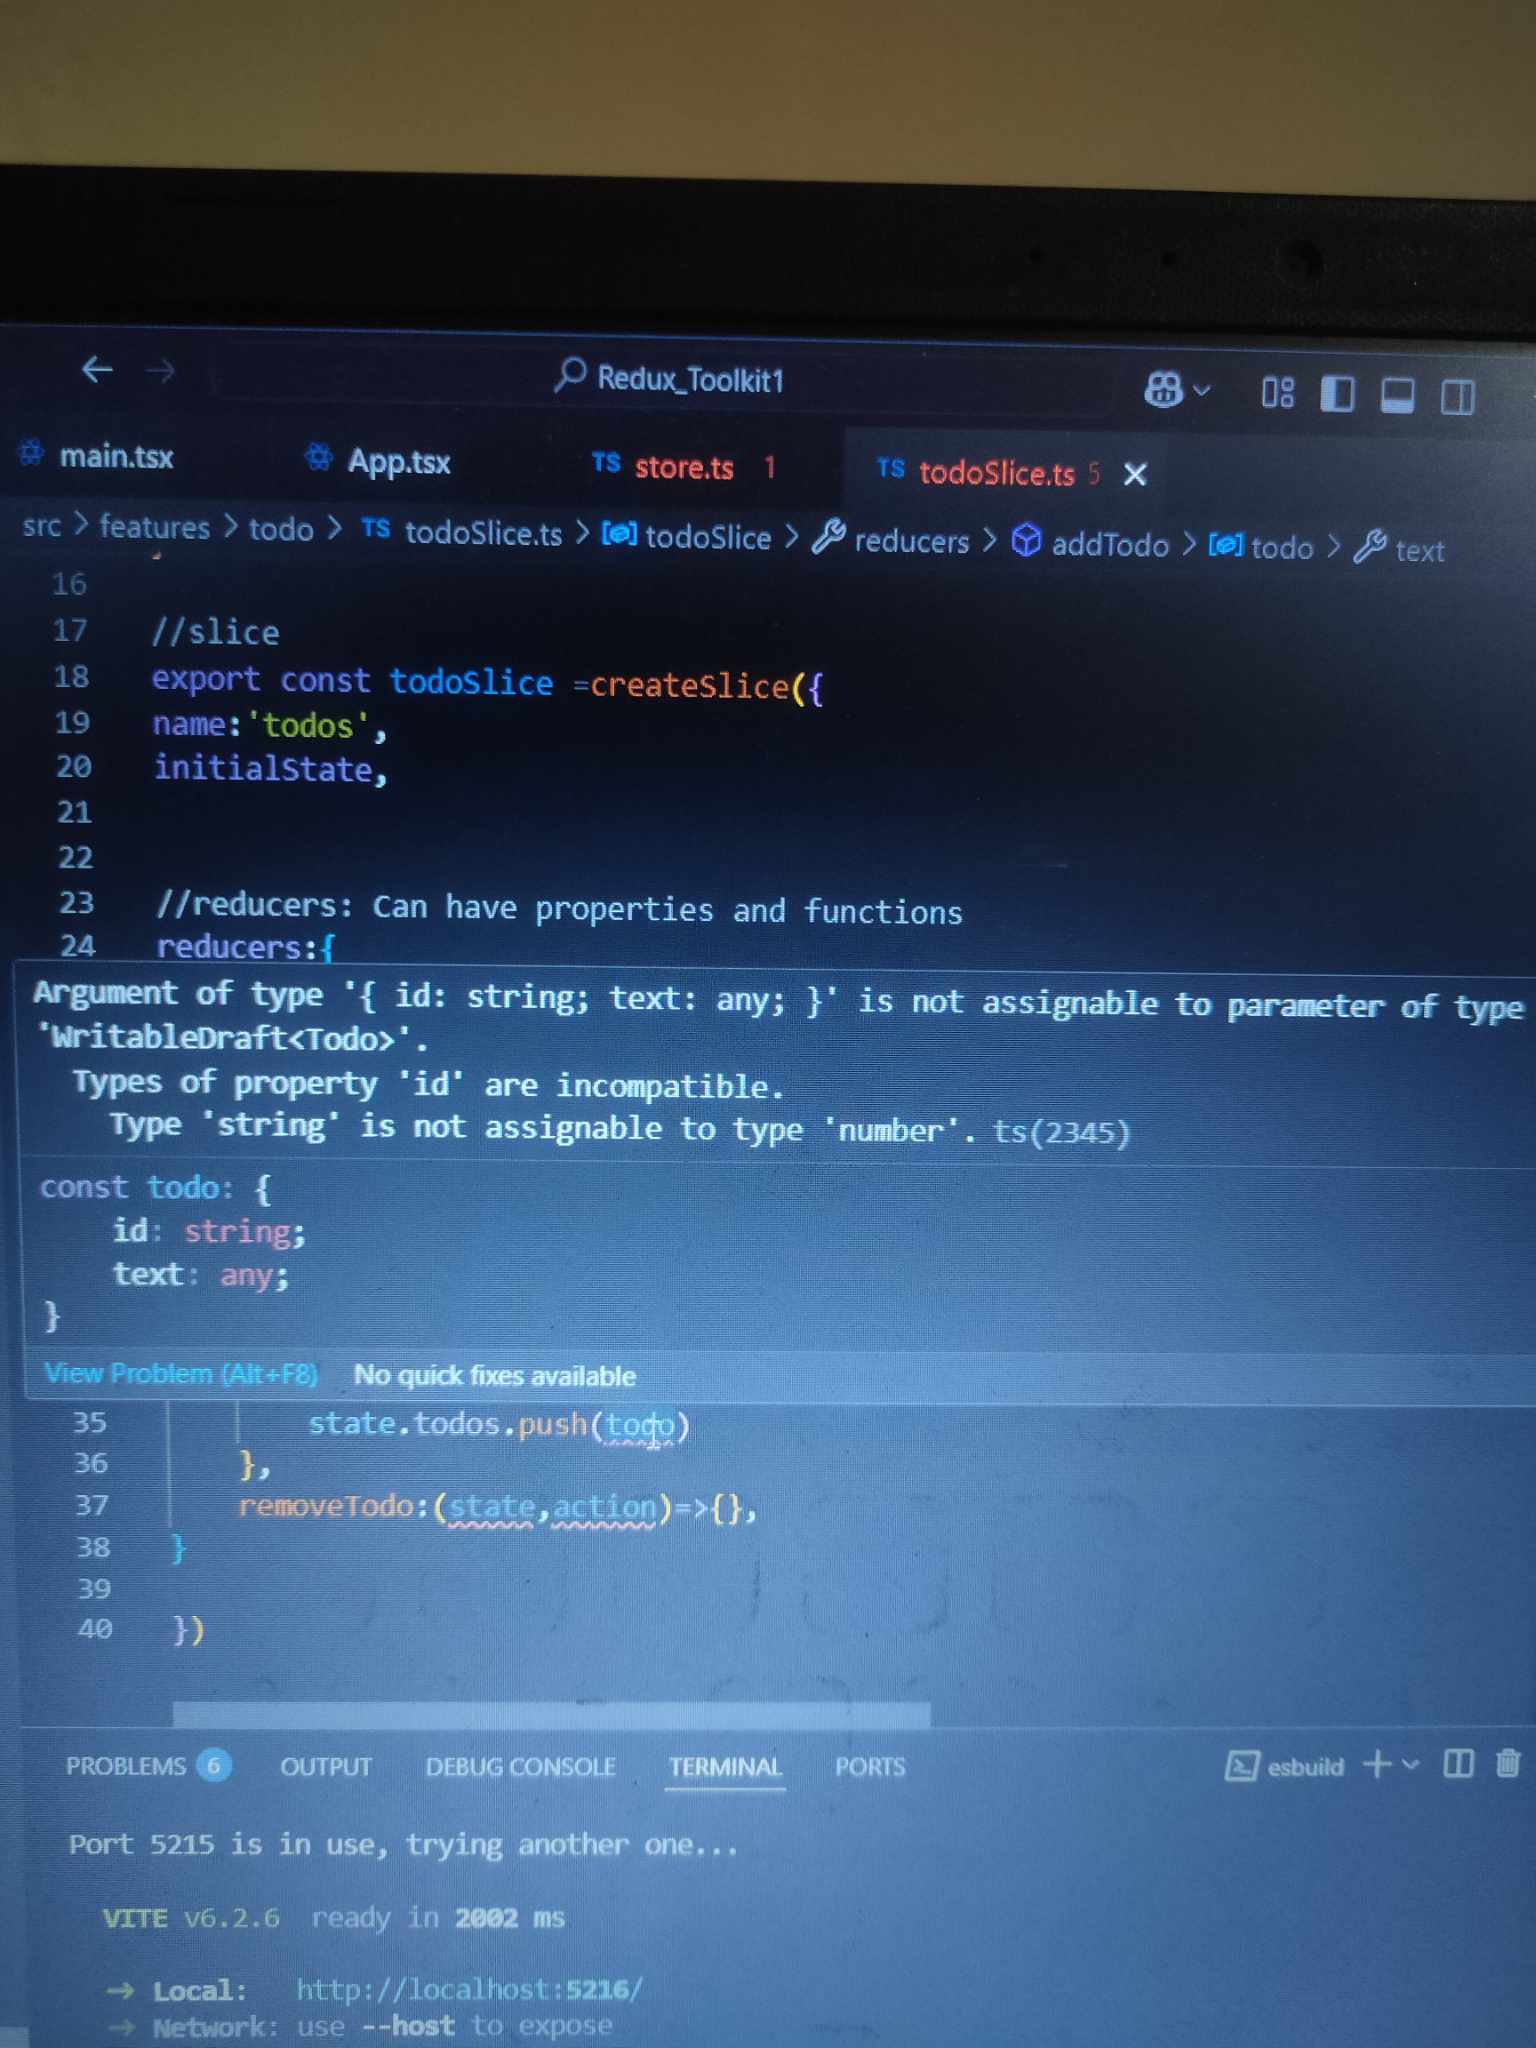 Redux_Toolkit1
main.tsx App.tsx TS store.ts 1 TS todoSlice.ts 5
src > features > todo > TS todoSlice.ts > todoSlice > reducers > addTodo > todo > text
16
17 //slice
18 export const todoSlice =createSlice({
19 name:'todos',
20 initialState,
21
22
23 //reducers: Can have properties and functions
24 reducers:{
Argument of type '{ id: string; text: any; }' is not assignable to parameter of type
'WritableDraft<Todo>'.
Types of property 'id' are incompatible.
Type 'string' is not assignable to type 'number'. ts(2345)
const todo: {
id: string;
text: any;
}
View Problem (Alt+F8) No quick fixes available
35 state.todos.push(todo)
36 },
37 removeTodo:(state,action)=>{},
38 }
39
40 })
PROBLEMS 6 OUTPUT DEBUG CONSOLE TERMINAL PORTS esbuild
Port 5215 is in use, trying another one...
VITE v6.2.6 ready in 2002 ms
→ Local: http://localhost:5216/
→ Network: use --host to expose